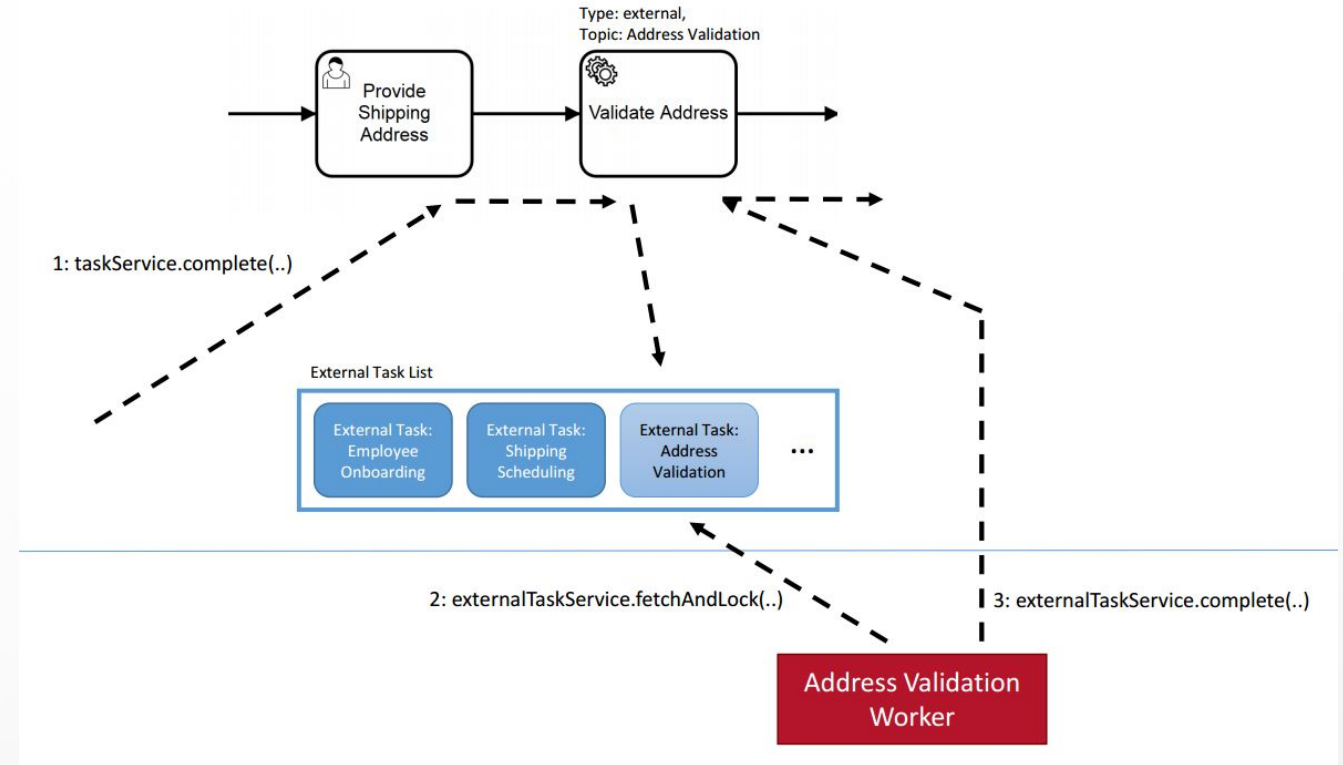 Type: external,
Topic: Address Validation
Provide
Shipping
Address
Validate Address
1: taskService.complete(..)
External Task List
External Task:
Employee
Onboarding
External Task:
Shipping
Scheduling
External Task:
Address
Validation
...
2: externalTaskService.fetchAndLock(..)
3: externalTaskService.complete(..)
Address Validation
Worker